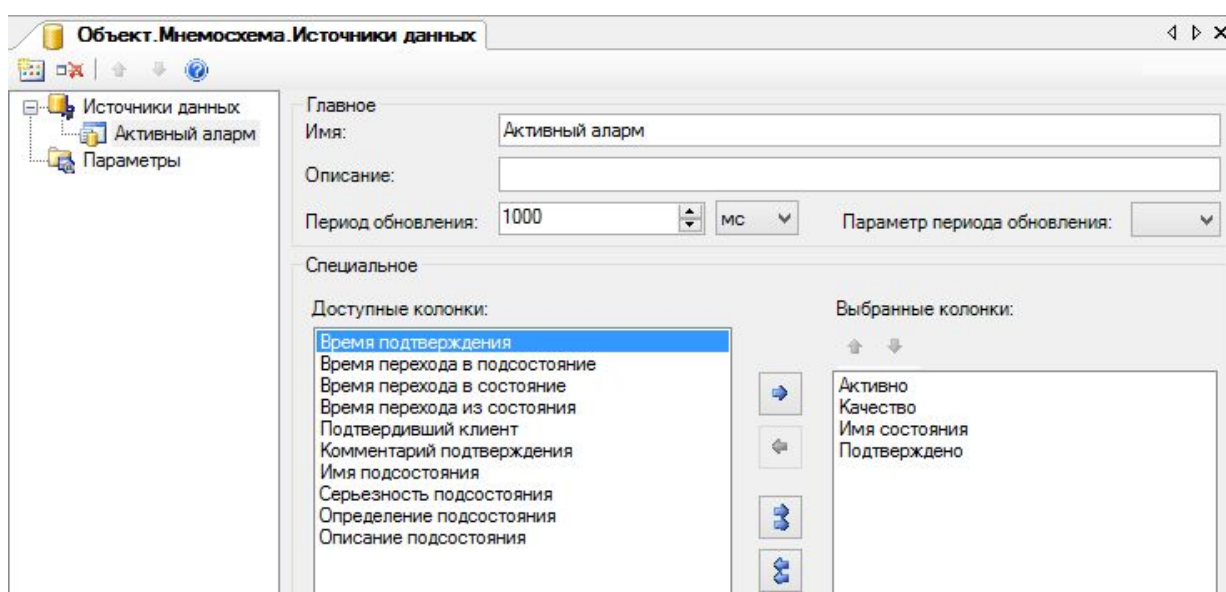 Объект.Мнемосхема.Источники данных
Источники данных
Активный аларм
Параметры
Главное
Имя: Активный аларм
Описание:
Период обновления: 1000 мс Параметр периода обновления:
Специальное
Доступные колонки: Выбранные колонки:
Время подтверждения
Время перехода в подсостояние
Время перехода в состояние
Время перехода из состояния
Подтвердивший клиент
Комментарий подтверждения
Имя подсостояния
Серьезность подсостояния
Определение подсостояния
Описание подсостояния
Активно
Качество
Имя состояния
Подтверждено